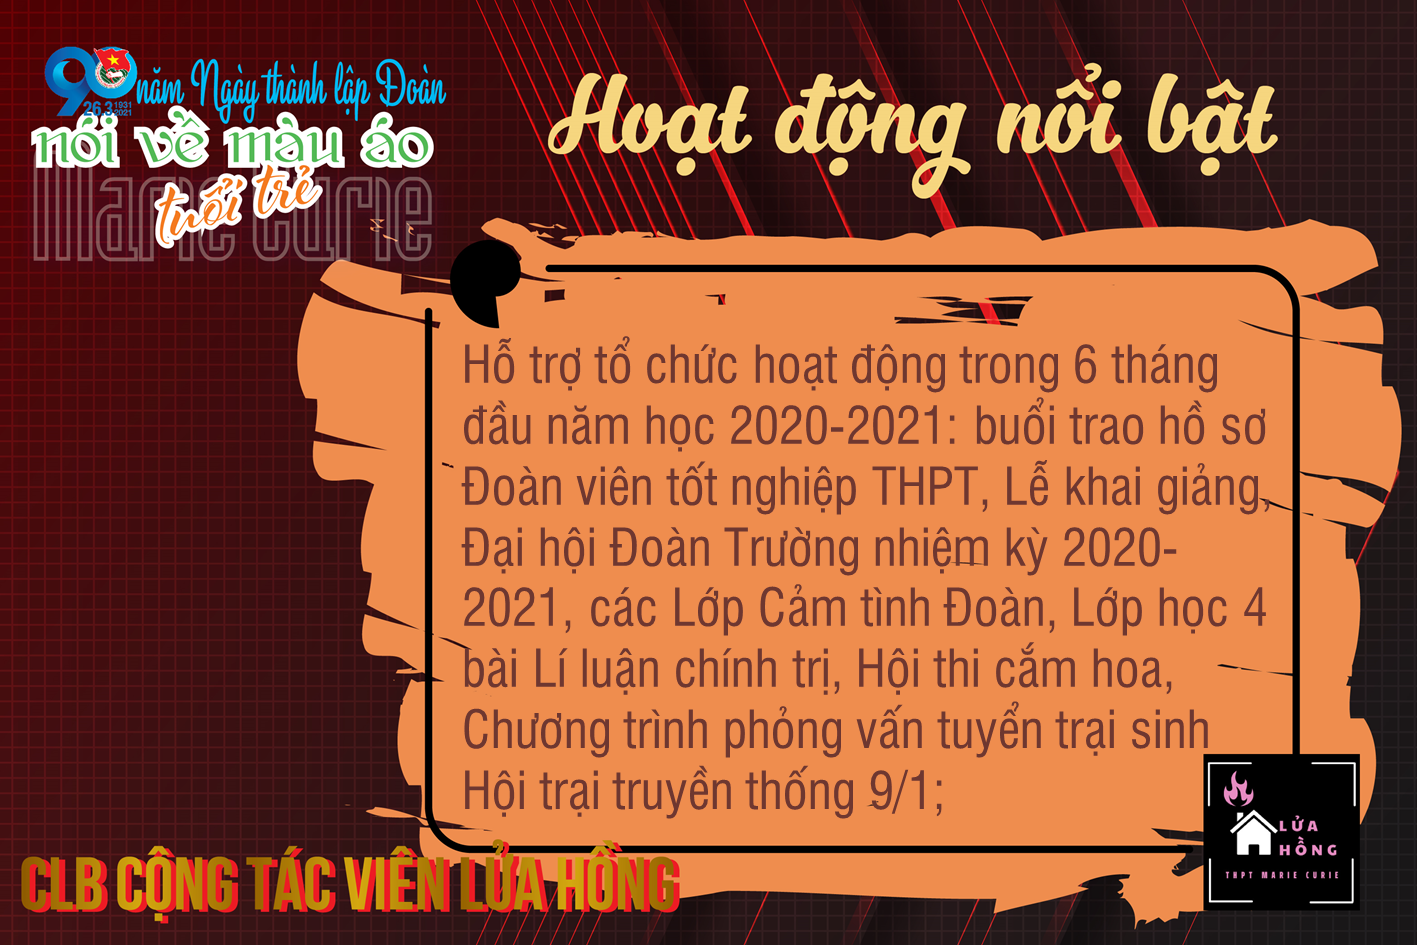 90 năm Ngày thành lập Đoàn
26.3 1931 2021
nói về màu áo
tuổi trẻ
Marie Curie
Hoạt động nổi bật
Hỗ trợ tổ chức hoạt động trong 6 tháng
đầu năm học 2020-2021: buổi trao hồ sơ
Đoàn viên tốt nghiệp THPT, Lễ khai giảng,
Đại hội Đoàn Trường nhiệm kỳ 2020-
2021, các Lớp Cảm tình Đoàn, Lớp học 4
bài Lí luận chính trị, Hội thi cắm hoa,
Chương trình phỏng vấn tuyển trại sinh
Hội trại truyền thống 9/1;
LỬA
HỒNG
THPT MARIE CURIE
CLB CỘNG TÁC VIÊN LỬA HỒNG